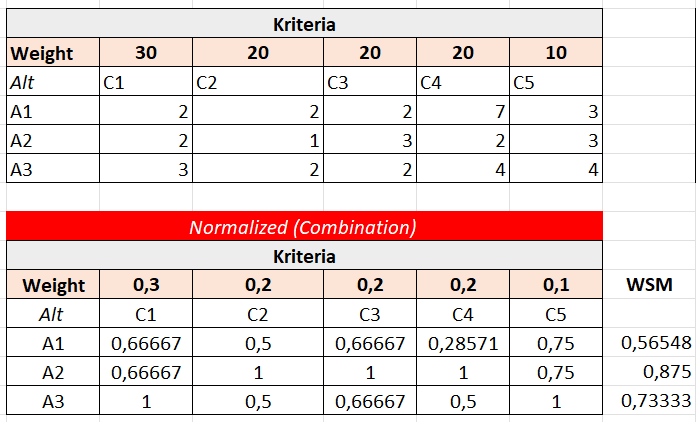 Kriteria
Weight 30 20 20 20 10
Alt C1 C2 C3 C4 C5
A1 2 2 2 7 3
A2 2 1 3 2 3
A3 3 2 2 4 4
Normalized (Combination)
Kriteria
Weight 0,3 0,2 0,2 0,2 0,1 WSM
Alt C1 C2 C3 C4 C5
A1 0,66667 0,5 0,66667 0,28571 0,75 0,56548
A2 0,66667 1 1 1 0,75 0,875
A3 1 0,5 0,66667 0,5 1 0,73333